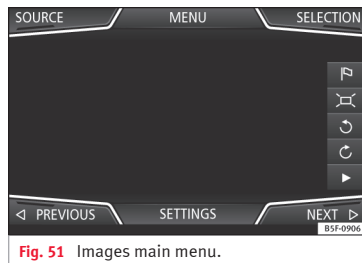 SOURCE MENU SELECTION
◁ PREVIOUS SETTINGS NEXT ▷
B5F-0906
Fig. 51 Images main menu.